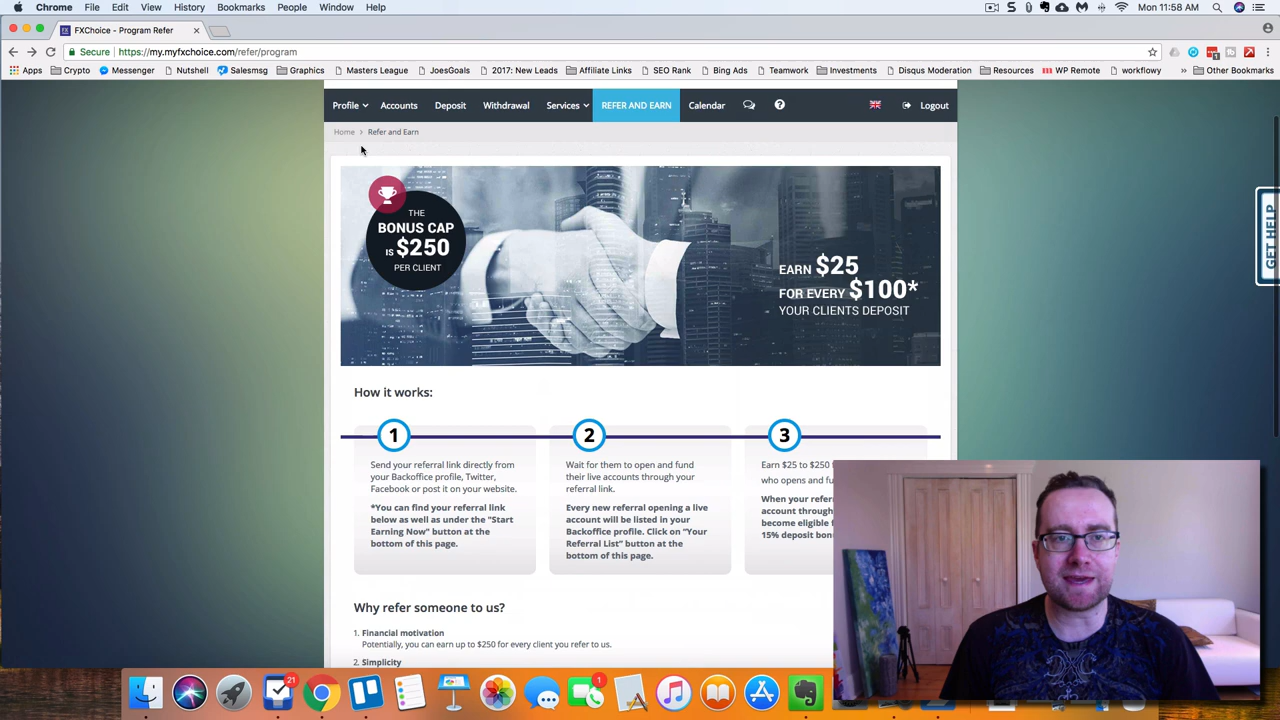 Chrome File Edit View History Bookmarks People Window Help Mon 11:58 AM
FXChoice - Program Refer
Secure https://my.myfxchoice.com/refer/program
Apps Crypto Messenger Nutshell Salesmsg Graphics Masters League JoesGoals 2017: New Leads Affiliate Links SEO Rank Bing Ads Teamwork Investments Disqus Moderation Resources WP Remote workflowy » Other Bookmarks
Profile Accounts Deposit Withdrawal Services REFER AND EARN Calendar Logout
Home Refer and Earn
THE
BONUS CAP
IS $250
PER CLIENT
EARN $25
FOR EVERY $100*
YOUR CLIENTS DEPOSIT
GET HELP
How it works:
1
Send your referral link directly from
your Backoffice profile, Twitter,
Facebook or post it on your website.
*You can find your referral link
below as well as under the "Start
Earning Now" button at the
bottom of this page.
2
Wait for them to open and fund
their live accounts through your
referral link.
Every new referral opening a live
account will be listed in your
Backoffice profile. Click on "Your
Referral List" button at the
bottom of this page.
3
Earn $25 to $250
who opens and
When your
account
become eligible
15% deposit
Why refer someone to us?
1. Financial motivation
Potentially, you can earn up to $250 for every client you refer to us.
2. Simplicity
21
1